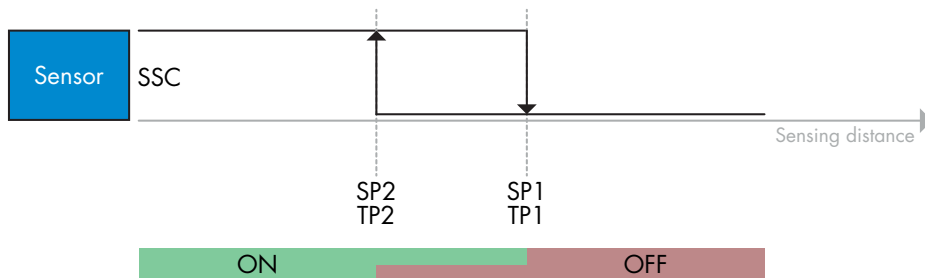 Sensor
SSC
Sensing distance
SP2
TP2
SP1
TP1
ON
OFF